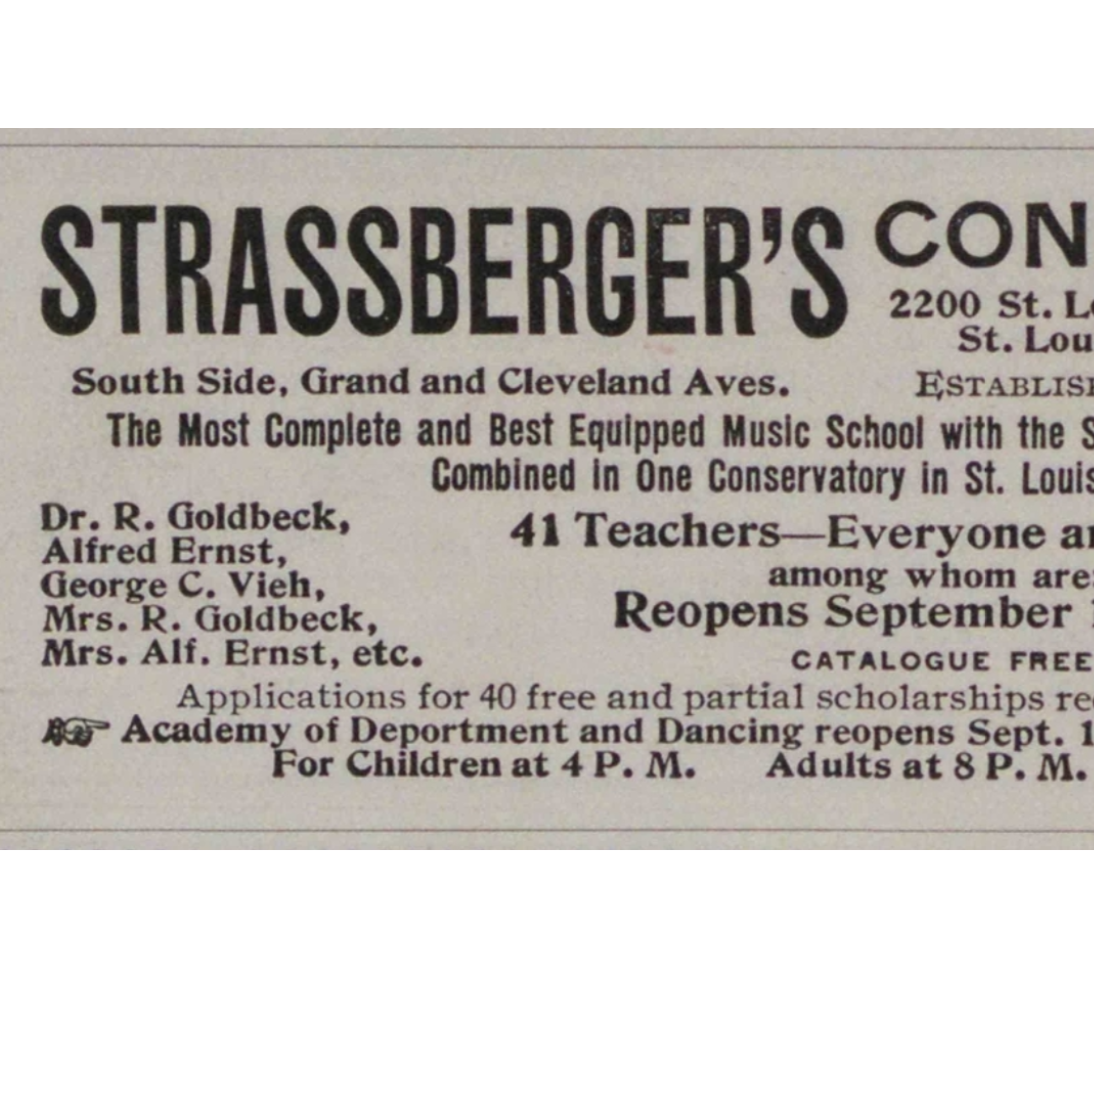 STRASSBERGER'S CON
2200 St. L
St. Lou
South Side, Grand and Cleveland Aves.
ESTABLIS
The Most Complete and Best Equipped Music School with the S
Combined in One Conservatory in St. Louis
Dr. R. Goldbeck,
Alfred Ernst,
George C. Vieh,
Mrs. R. Goldbeck,
Mrs. Alf. Ernst, etc.
41 Teachers—Everyone a
among whom are:
Reopens September
CATALOGUE FREE
Applications for 40 free and partial scholarships re
Academy of Deportment and Dancing reopens Sept. 1
For Children at 4 P. M. Adults at 8 P. M.